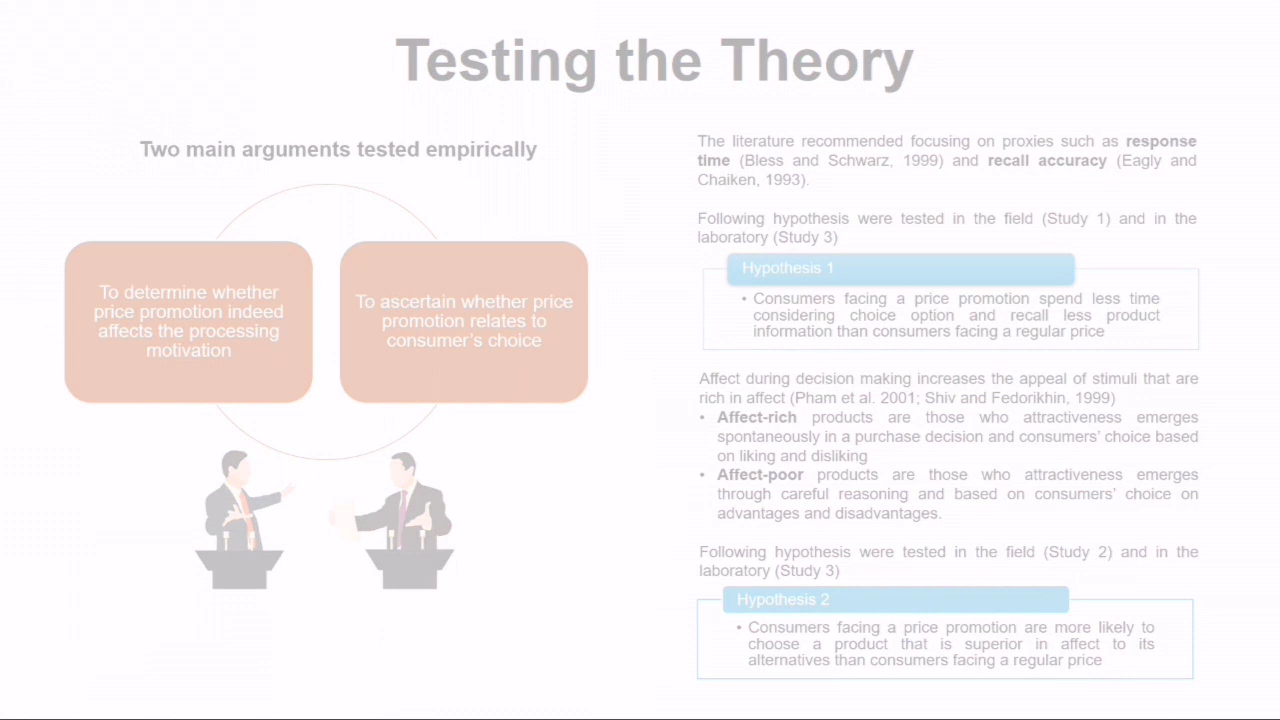 Testing the Theory
Two main arguments tested empirically
To determine whether
price promotion indeed
affects the processing
motivation
To ascertain whether price
promotion relates to
consumer's choice
The literature recommended focusing on proxies such as response
time (Bless and Schwarz, 1999) and recall accuracy (Eagly and
Chaiken, 1993).
Following hypothesis were tested in the field (Study 1) and in the
laboratory (Study 3)
Hypothesis 1
• Consumers facing a price promotion spend less time
considering choice option and recall less product
information than consumers facing a regular price
Affect during decision making increases the appeal of stimuli that are
rich in affect (Pham et al. 2001; Shiv and Fedorikhin, 1999)
• Affect-rich products are those who attractiveness emerges
spontaneously in a purchase decision and consumers' choice based
on liking and disliking
• Affect-poor products are those who attractiveness emerges
through careful reasoning and based on consumers' choice on
advantages and disadvantages.
Following hypothesis were tested in the field (Study 2) and in the
laboratory (Study 3)
Hypothesis 2
• Consumers facing a price promotion are more likely to
choose a product that is superior in affect to its
alternatives than consumers facing a regular price